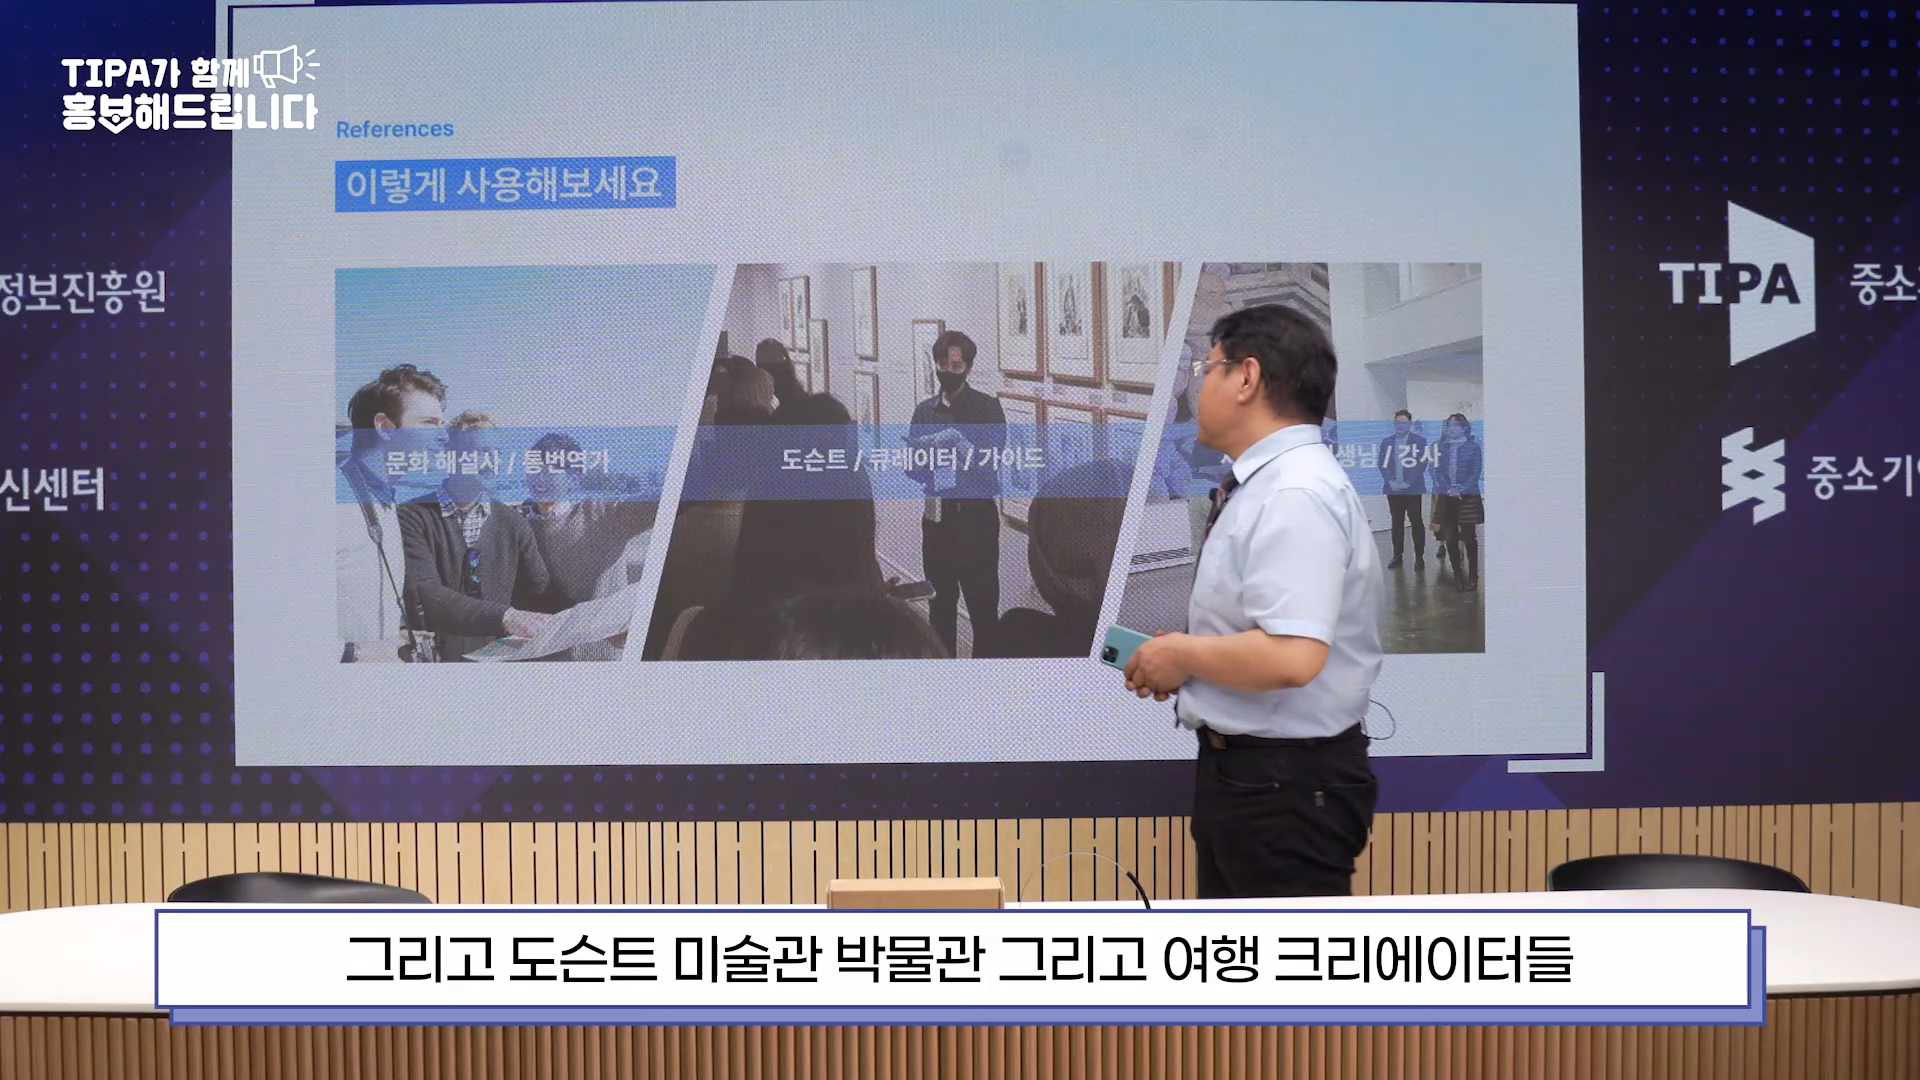 TIPA가 함께
홍보해드립니다
References
이렇게 사용해보세요
정보진흥원
신센터
TIPA 중소
중소기
문화 해설사 / 통번역가
도슨트 / 큐레이터 / 가이드
생님 / 강사
그리고 도슨트 미술관 박물관 그리고 여행 크리에이터들